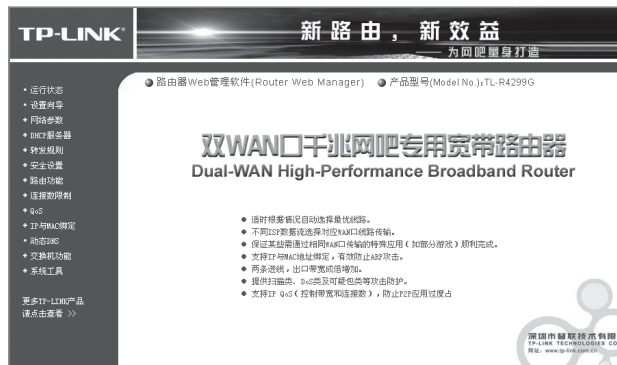 TP-LINK®
新 路 由 ， 新 效 益
—— 为网吧量身打造
路由器Web管理软件(Router Web Manager)
产品型号(Model No.):TL-R4299G
• 运行状态
• 设置向导
+ 网络参数
+ DHCP服务器
+ 转发规则
+ 安全设置
+ 路由功能
+ 连接数限制
+ QoS
+ IP与MAC绑定
• 动态DNS
+ 交换机功能
+ 系统工具
更多TP-LINK产品
请点击查看 >>
双WAN口千兆网吧专用宽带路由器
Dual-WAN High-Performance Broadband Router
● 适时根据情况自动选择最优线路。
● 不同ISP数据流选择对应WAN口线路传输。
● 保证某些需通过相同WAN口传输的特殊应用（如部分游戏）顺利完成。
● 支持IP与MAC地址绑定，有效防止ARP攻击。
● 两条进线，出口带宽成倍增加。
● 提供扫描类、DoS类及可疑包类等攻击防护。
● 支持IP QoS（控制带宽和连接数），防止P2P应用过度占
深圳市普联技术有限
TP-LINK TECHNOLOGIES CO
网址：www.tp-link.com.cn